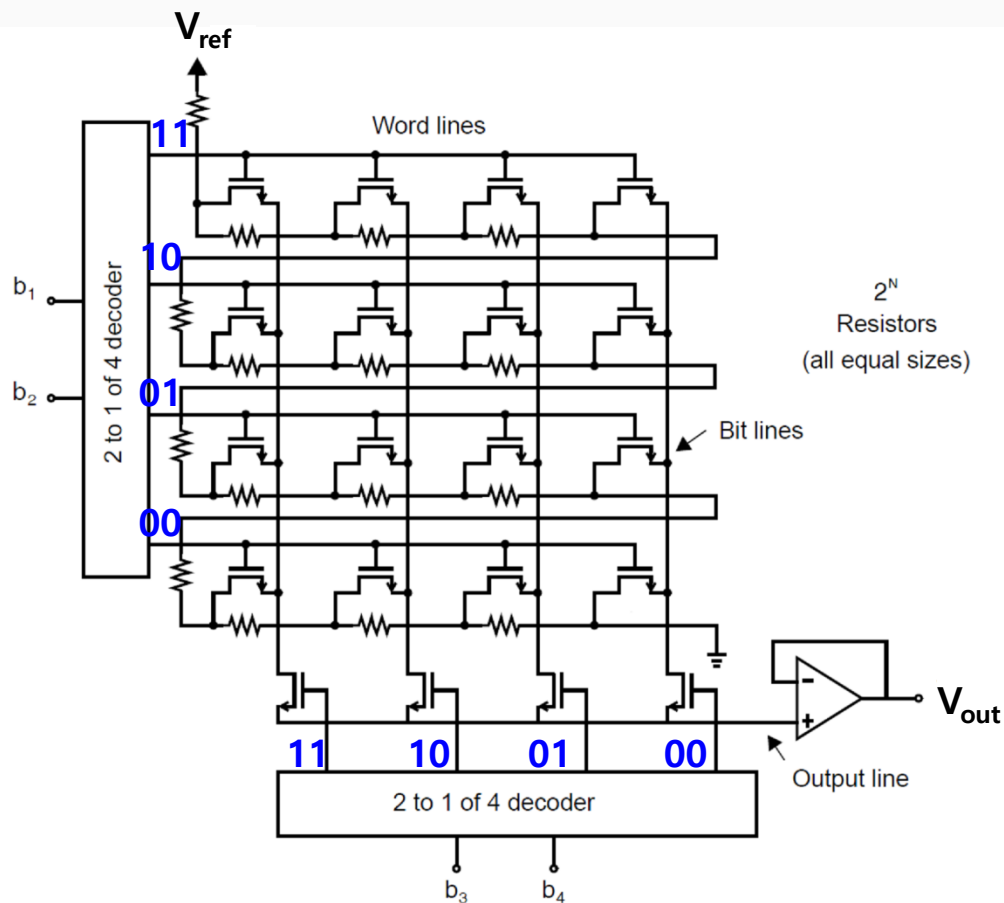 Vref
11
Word lines
10
b1
2^N
Resistors
(all equal sizes)
2 to 1 of 4 decoder
b2
01
Bit lines
00
Vout
11
10
01
00
Output line
2 to 1 of 4 decoder
b3
b4